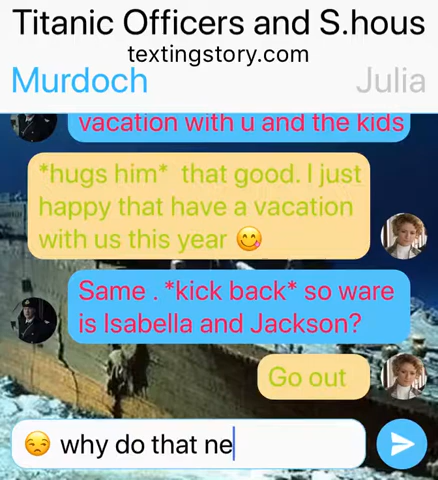 Titanic Officers and S.hous
textingstory.com
Murdoch
Julia
vacation with u and the kids
*hugs him* that good. I just
happy that have a vacation
with us this year 😋
Same . *kick back* so ware
is Isabella and Jackson?
Go out
😒 why do that ne